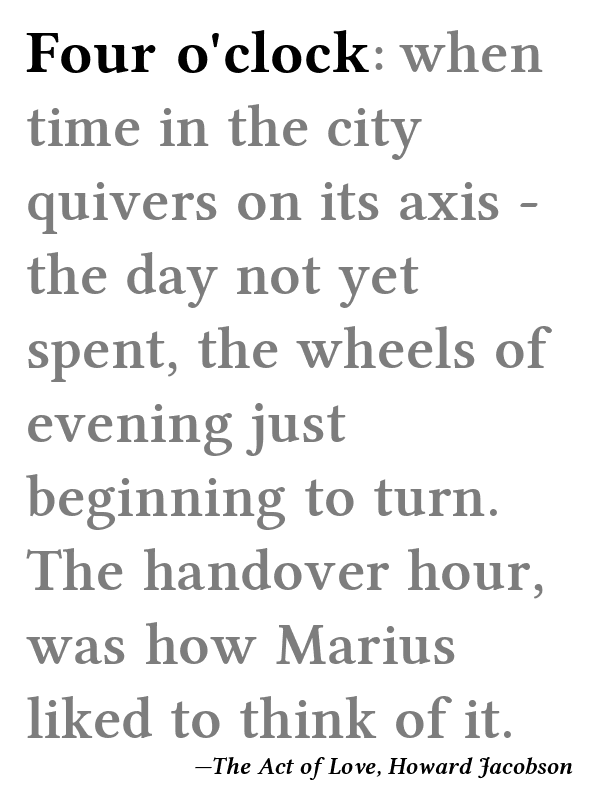 Four o'clock: when
time in the city
quivers on its axis -
the day not yet
spent, the wheels of
evening just
beginning to turn.
The handover hour,
was how Marius
liked to think of it.
—The Act of Love, Howard Jacobson